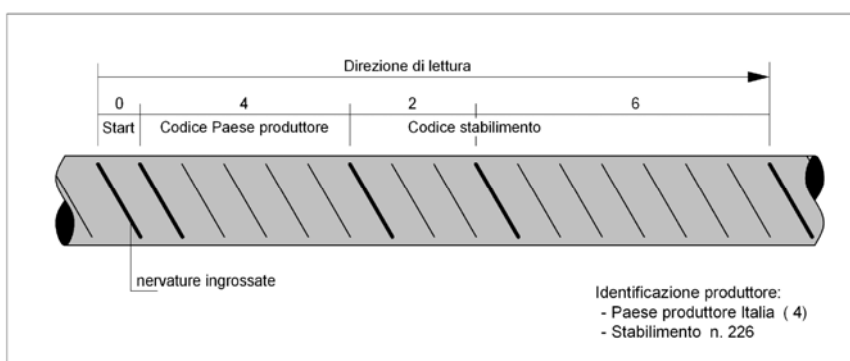 Direzione di lettura
0 4 2 6
Start Codice Paese produttore Codice stabilimento
nervature ingrossate
Identificazione produttore:
- Paese produttore Italia ( 4)
- Stabilimento n. 226